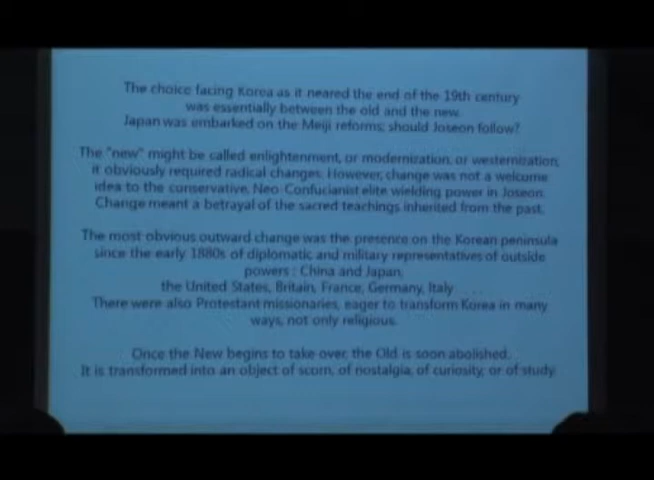 The choice facing Korea as it neared the end of the 19th century
was essentially between the old and the new.
Japan was embarked on the Meiji reforms; should Joseon follow?
The "new" might be called enlightenment, or modernization, or westernization,
it obviously required radical changes. However, change was not a welcome
idea to the conservative, Neo-Confucianist elite wielding power in Joseon.
Change meant a betrayal of the sacred teachings inherited from the past.
The most obvious outward change was the presence on the Korean peninsula
since the early 1880s of diplomatic and military representatives of outside
powers : China and Japan,
the United States, Britain, France, Germany, Italy
There were also Protestant missionaries, eager to transform Korea in many
ways, not only religious.
Once the New begins to take over, the Old is soon abolished.
It is transformed into an object of scorn, of nostalgia, of curiosity, or of study.